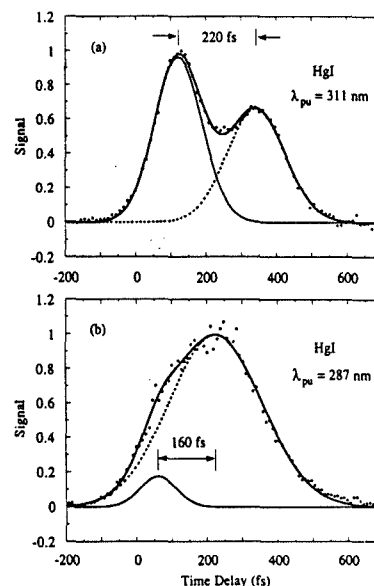 (a)
220 fs
HgI
λpu = 311 nm
Signal
1.2
1
0.8
0.6
0.4
0.2
0
-0.2
-200 0 200 400 600
(b)
HgI
λpu = 287 nm
160 fs
Signal
1.2
1
0.8
0.6
0.4
0.2
0
-0.2
-200 0 200 400 600
Time Delay (fs)